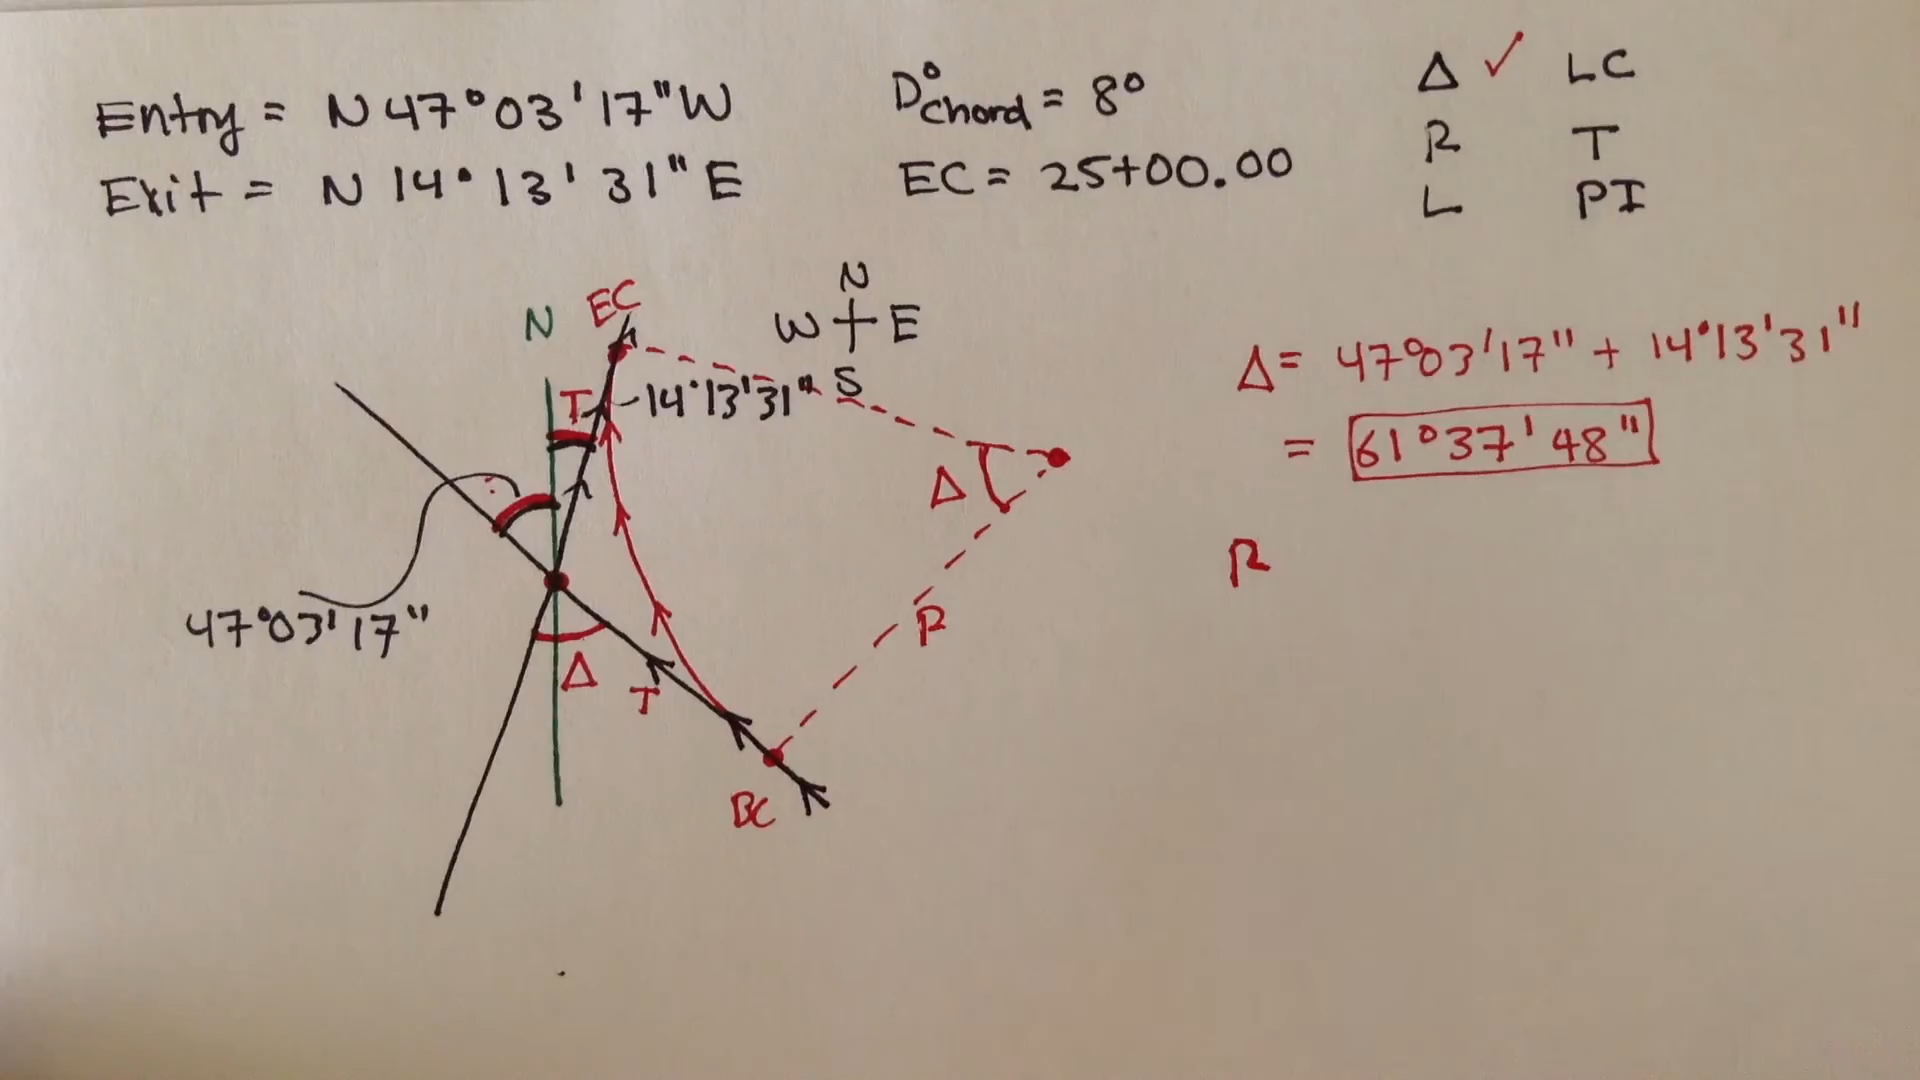 Entry = N 47°03'17"W
Exit = N 14°13'31"E
D°chord = 8°
EC = 25+00.00
Δ ✓ LC
R T
L PI
N
EC
N
W E
S
T
14°13'31"
Δ
47°03'17"
Δ
T
R
BC
Δ = 47°03'17" + 14°13'31"
= 61°37'48"
R